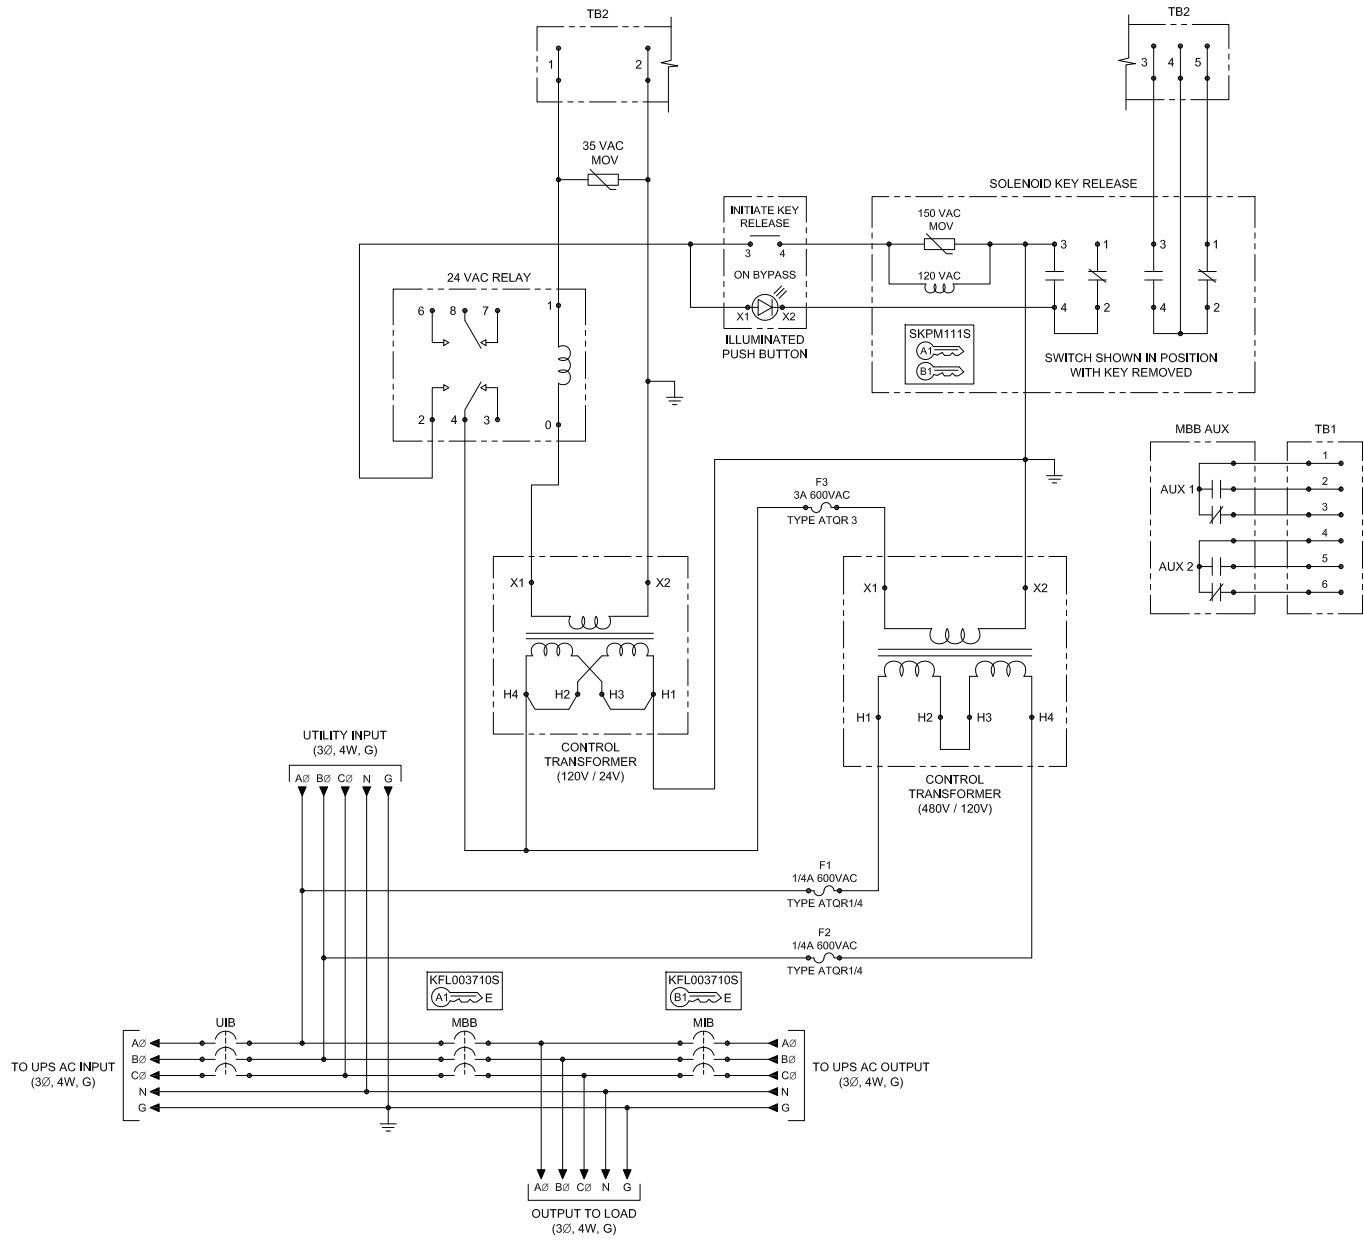 TB2
1
2
TB2
3
4
5
35 VAC
MOV
SOLENOID KEY RELEASE
INITIATE KEY
RELEASE
3
4
ON BYPASS
X1
X2
ILLUMINATED
PUSH BUTTON
150 VAC
MOV
120 VAC
3
1
3
1
4
2
4
2
SKPM111S
A1
B1
SWITCH SHOWN IN POSITION
WITH KEY REMOVED
24 VAC RELAY
6
8
7
1
2
4
3
0
MBB AUX
TB1
AUX 1
1
2
3
AUX 2
4
5
6
F3
3A 600VAC
TYPE ATQR 3
X1
X2
H4
H2
H3
H1
CONTROL
TRANSFORMER
(120V / 24V)
X1
X2
H1
H2
H3
H4
CONTROL
TRANSFORMER
(480V / 120V)
UTILITY INPUT
(3Ø, 4W, G)
AØ BØ CØ N G
F1
1/4A 600VAC
TYPE ATQR1/4
F2
1/4A 600VAC
TYPE ATQR1/4
KFL003710S
A1
E
KFL003710S
B1
E
UIB
MBB
MIB
TO UPS AC INPUT
(3Ø, 4W, G)
AØ
BØ
CØ
N
G
AØ
BØ
CØ
N
G
TO UPS AC OUTPUT
(3Ø, 4W, G)
AØ BØ CØ N G
OUTPUT TO LOAD
(3Ø, 4W, G)